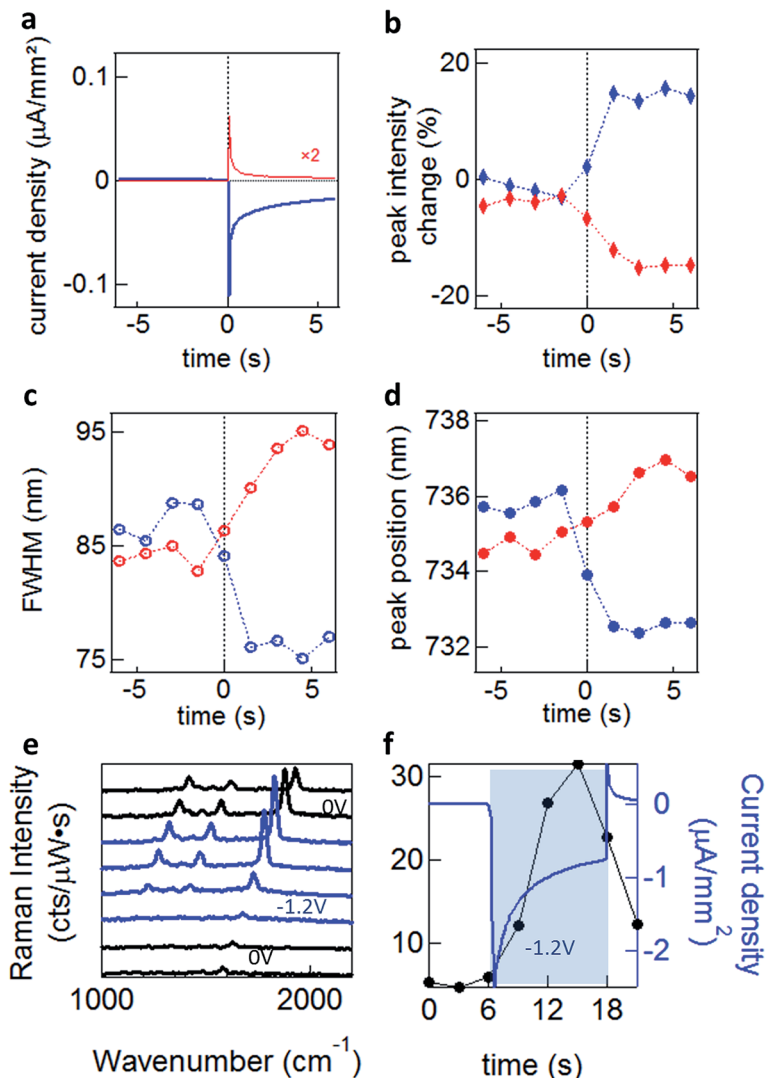 a
current density (µA/mm²)
0.1
0
-0.1
×2
-5
0
5
time (s)
b
peak intensity
change (%)
20
0
-20
-5
0
5
time (s)
c
FWHM (nm)
95
85
75
-5
0
5
time (s)
d
peak position (nm)
738
736
734
732
-5
0
5
time (s)
e
Raman Intensity
(cts/µW•s)
0V
-1.2V
0V
1000
2000
Wavenumber (cm⁻¹)
f
30
20
10
0
6
12
18
time (s)
-1.2V
0
-1
-2
Current density
(µA/mm²)